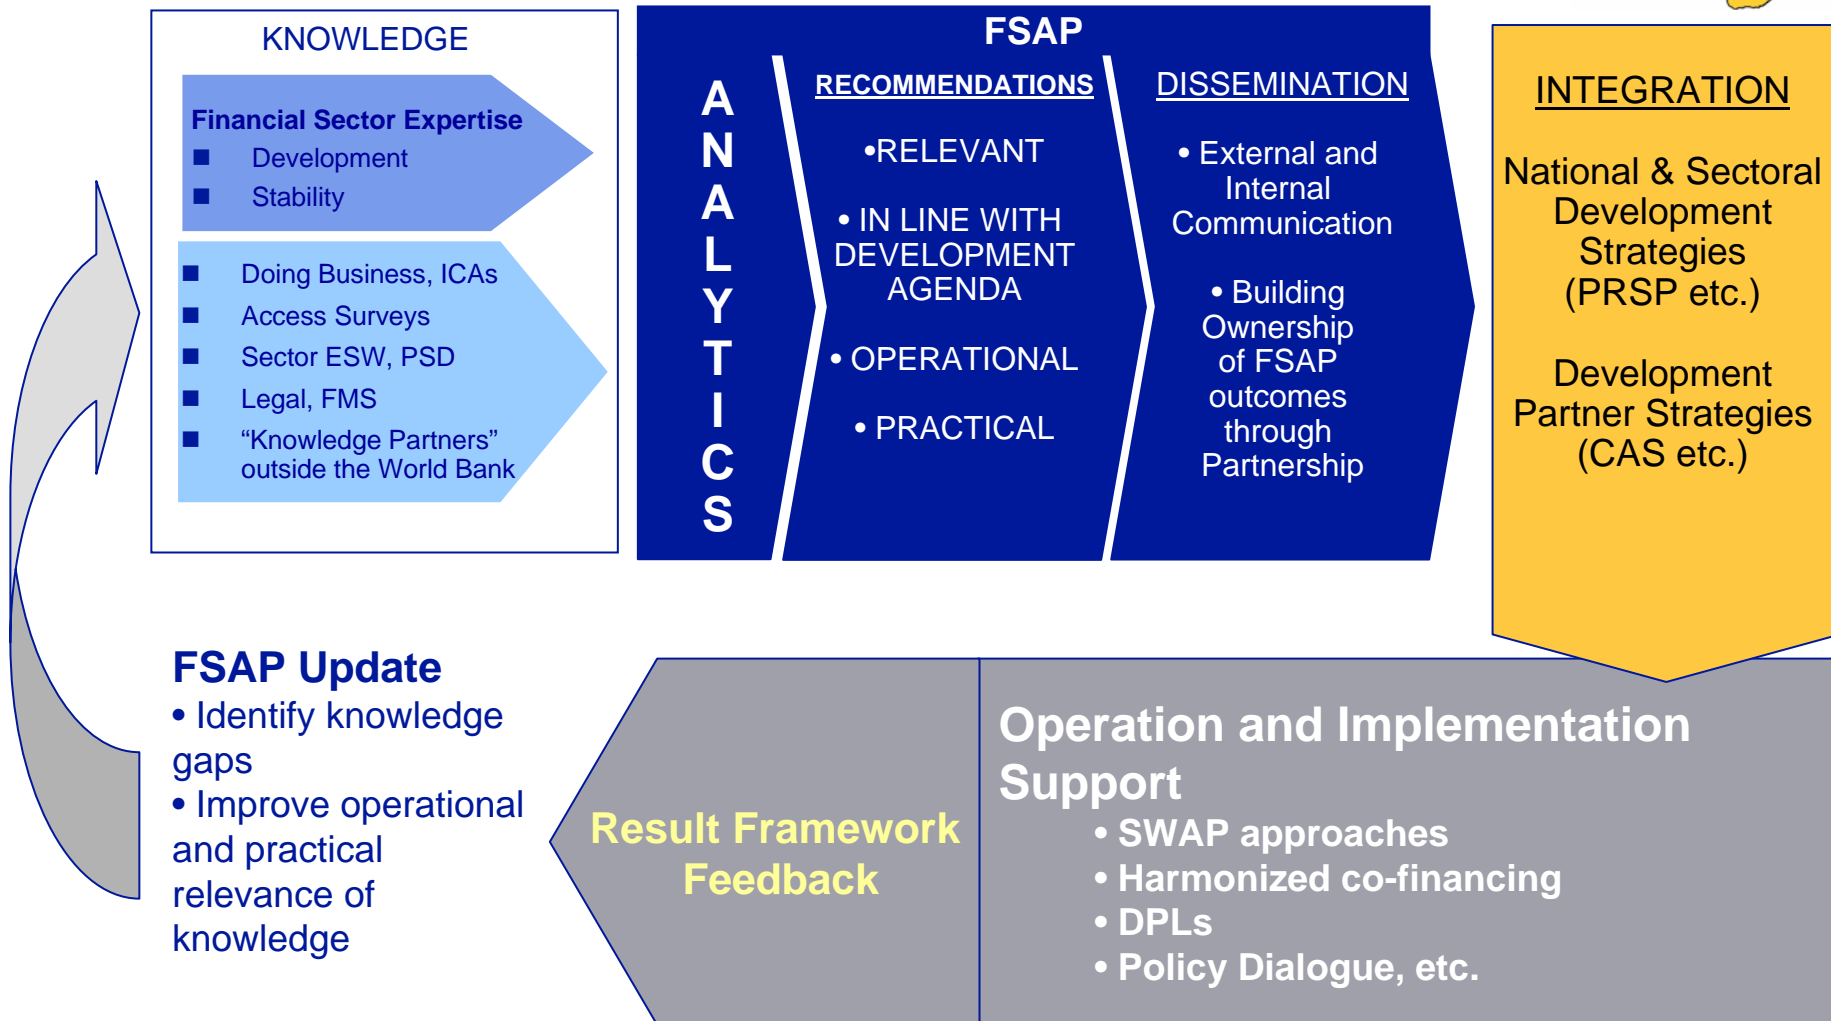 KNOWLEDGE
Financial Sector Expertise
■ Development
■ Stability
■ Doing Business, ICAs
■ Access Surveys
■ Sector ESW, PSD
■ Legal, FMS
■ “Knowledge Partners”
outside the World Bank
FSAP
A
N
A
L
Y
T
I
C
S
RECOMMENDATIONS
•RELEVANT
• IN LINE WITH
DEVELOPMENT
AGENDA
• OPERATIONAL
• PRACTICAL
DISSEMINATION
• External and
Internal
Communication
• Building
Ownership
of FSAP
outcomes
through
Partnership
INTEGRATION
National & Sectoral
Development
Strategies
(PRSP etc.)
Development
Partner Strategies
(CAS etc.)
Operation and Implementation
Support
• SWAP approaches
• Harmonized co-financing
• DPLs
• Policy Dialogue, etc.
Result Framework
Feedback
FSAP Update
• Identify knowledge
gaps
• Improve operational
and practical
relevance of
knowledge